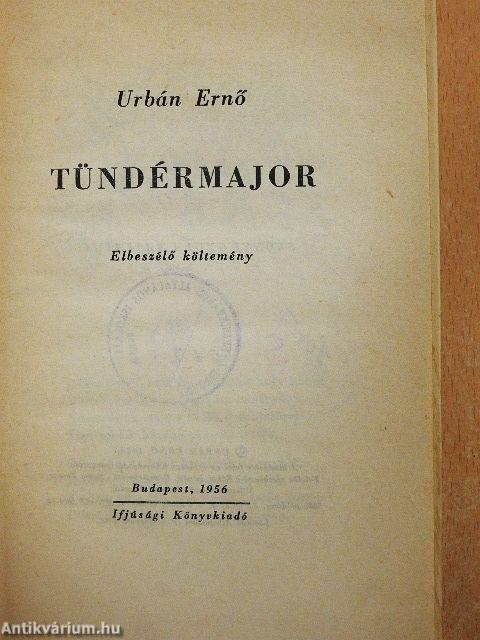 Urbán Ernő
TÜNDÉRMAJOR
Elbeszélő költemény
Budapest, 1956
Ifjúsági Könyvkiadó
Antikvárium.hu